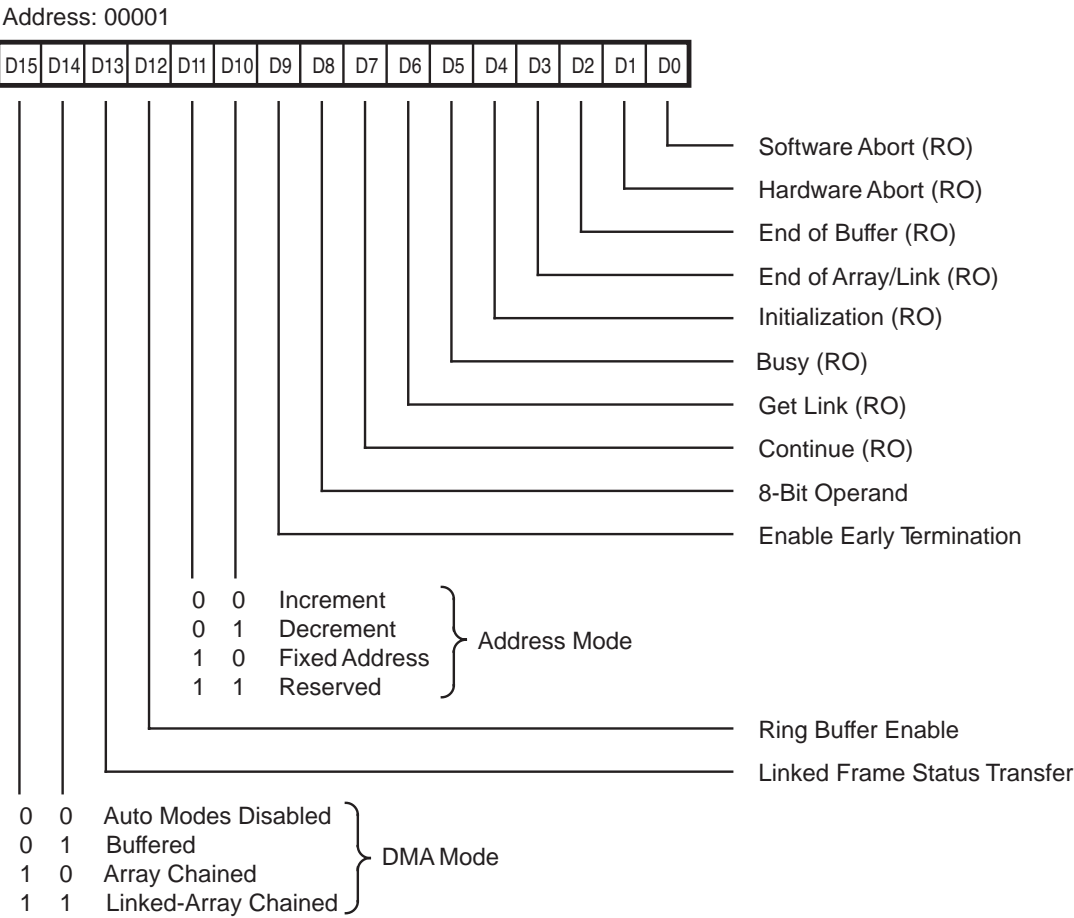 Address: 00001
D15 D14 D13 D12 D11 D10 D9 D8 D7 D6 D5 D4 D3 D2 D1 D0
Software Abort (RO)
Hardware Abort (RO)
End of Buffer (RO)
End of Array/Link (RO)
Initialization (RO)
Busy (RO)
Get Link (RO)
Continue (RO)
8-Bit Operand
Enable Early Termination
0 0 Increment
0 1 Decrement
1 0 Fixed Address
1 1 Reserved
Address Mode
Ring Buffer Enable
Linked Frame Status Transfer
0 0 Auto Modes Disabled
0 1 Buffered
1 0 Array Chained
1 1 Linked-Array Chained
DMA Mode